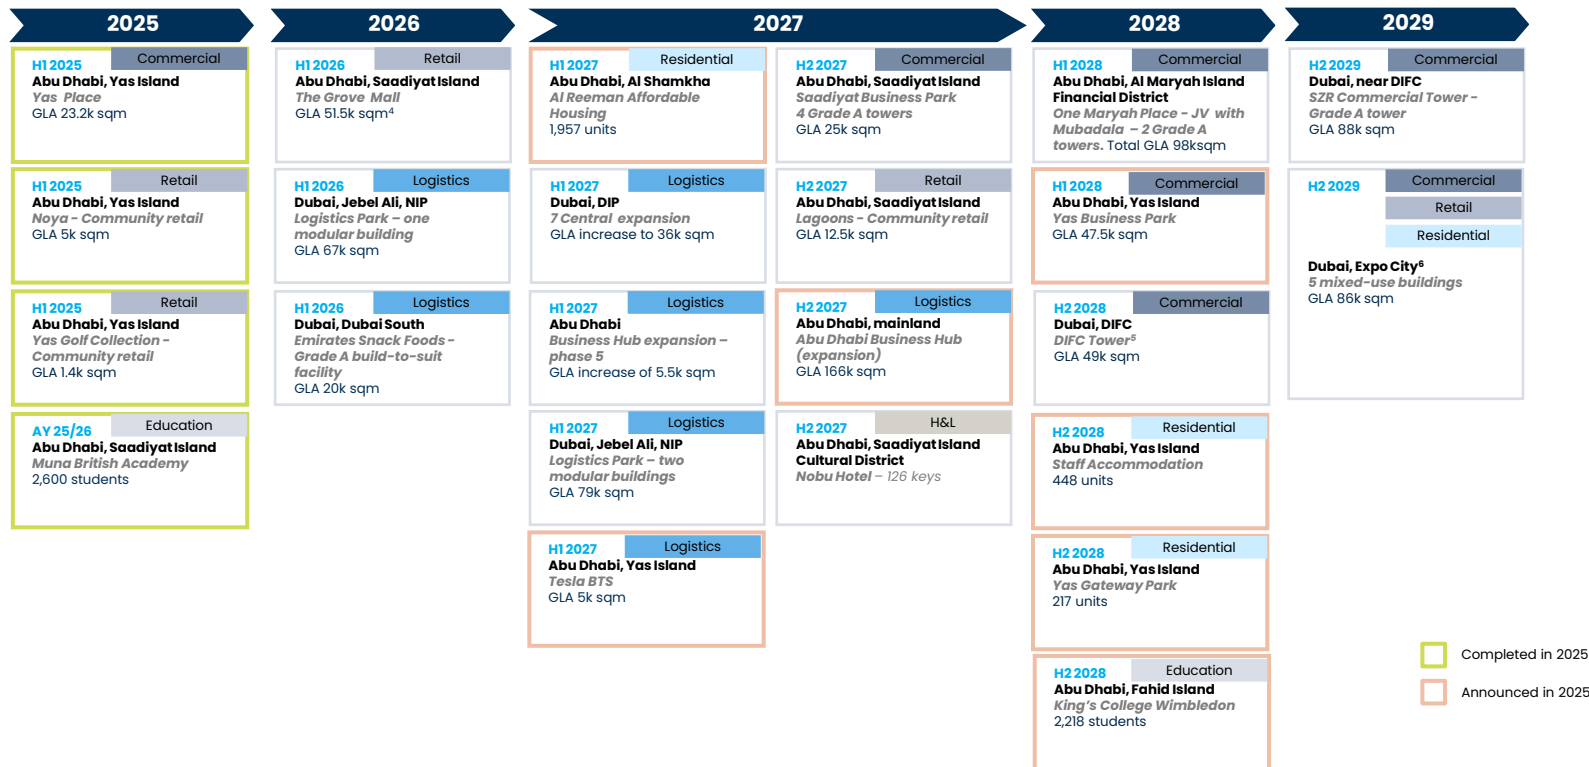 2025
H1 2025
Commercial
Abu Dhabi, Yas Island
Yas Place
GLA 23.2k sqm
H1 2025
Retail
Abu Dhabi, Yas Island
Noya - Community retail
GLA 5k sqm
H1 2025
Retail
Abu Dhabi, Yas Island
Yas Golf Collection -
Community retail
GLA 1.4k sqm
AY 25/26
Education
Abu Dhabi, Saadiyat Island
Muna British Academy
2,600 students
2026
H1 2026
Retail
Abu Dhabi, Saadiyat Island
The Grove Mall
GLA 51.5k sqm⁴
H1 2026
Logistics
Dubai, Jebel Ali, NIP
Logistics Park – one
modular building
GLA 67k sqm
H1 2026
Logistics
Dubai, Dubai South
Emirates Snack Foods -
Grade A build-to-suit
facility
GLA 20k sqm
2027
H1 2027
Residential
Abu Dhabi, Al Shamkha
Al Reeman Affordable
Housing
1,957 units
H1 2027
Logistics
Dubai, DIP
7 Central expansion
GLA increase to 36k sqm
H1 2027
Logistics
Abu Dhabi
Business Hub expansion –
phase 5
GLA increase of 5.5k sqm
H1 2027
Logistics
Dubai, Jebel Ali, NIP
Logistics Park – two
modular buildings
GLA 79k sqm
H1 2027
Logistics
Abu Dhabi, Yas Island
Tesla BTS
GLA 5k sqm
H2 2027
Commercial
Abu Dhabi, Saadiyat Island
Saadiyat Business Park
4 Grade A towers
GLA 25k sqm
H2 2027
Retail
Abu Dhabi, Saadiyat Island
Lagoons - Community retail
GLA 12.5k sqm
H2 2027
Logistics
Abu Dhabi, mainland
Abu Dhabi Business Hub
(expansion)
GLA 166k sqm
H2 2027
H&L
Abu Dhabi, Saadiyat Island
Cultural District
Nobu Hotel – 126 keys
2028
H1 2028
Commercial
Abu Dhabi, Al Maryah Island
Financial District
One Maryah Place - JV with
Mubadala – 2 Grade A
towers. Total GLA 98ksqm
H1 2028
Commercial
Abu Dhabi, Yas Island
Yas Business Park
GLA 47.5k sqm
H2 2028
Commercial
Dubai, DIFC
DIFC Tower⁵
GLA 49k sqm
H2 2028
Residential
Abu Dhabi, Yas Island
Staff Accommodation
448 units
H2 2028
Residential
Abu Dhabi, Yas Island
Yas Gateway Park
217 units
H2 2028
Education
Abu Dhabi, Fahid Island
King's College Wimbledon
2,218 students
2029
H2 2029
Commercial
Dubai, near DIFC
SZR Commercial Tower -
Grade A tower
GLA 88k sqm
H2 2029
Commercial
Retail
Residential
Dubai, Expo City⁶
5 mixed-use buildings
GLA 86k sqm
Completed in 2025
Announced in 2025